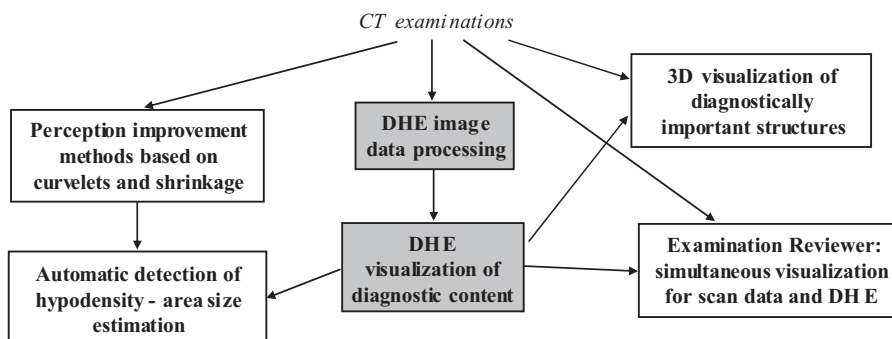 CT examinations
3D visualization of
diagnostically
important structures
DHE image
data processing
Perception improvement
methods based on
curvelets and shrinkage
DHE
visualization of
diagnostic content
Examination Reviewer:
simultaneous visualization
for scan data and DHE
Automatic detection of
hypodensity - area size
estimation